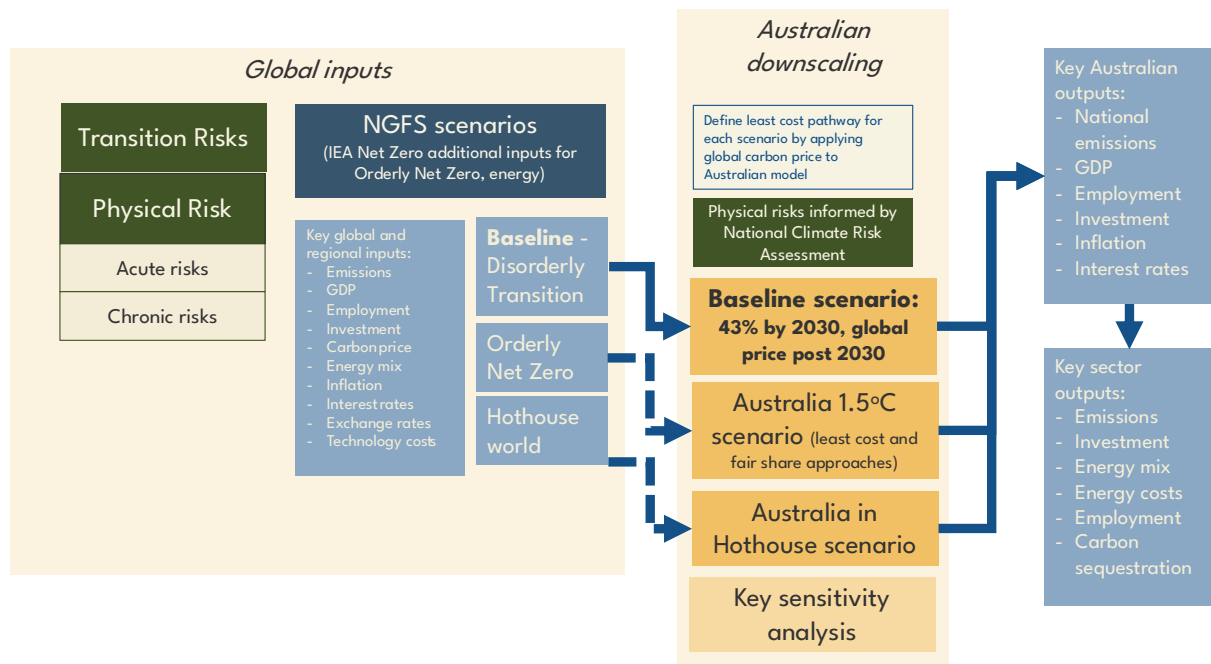 Global inputs
Transition Risks
Physical Risk
Acute risks
Chronic risks
NGFS scenarios
(IEA Net Zero additional inputs for
Orderly Net Zero, energy)
Key global and
regional inputs:
- Emissions
- GDP
- Employment
- Investment
- Carbon price
- Energy mix
- Inflation
- Interest rates
- Exchange rates
- Technology costs
Baseline -
Disorderly
Transition
Orderly
Net Zero
Hothouse
world
Australian
downscaling
Define least cost pathway for
each scenario by applying
global carbon price to
Australian model
Physical risks informed by
National Climate Risk
Assessment
Baseline scenario:
43% by 2030, global
price post 2030
Australia 1.5ºC
scenario (least cost and
fair share approaches)
Australia in
Hothouse scenario
Key sensitivity
analysis
Key Australian
outputs:
- National
emissions
- GDP
- Employment
- Investment
- Inflation
- Interest rates
Key sector
outputs:
- Emissions
- Investment
- Energy mix
- Energy costs
- Employment
- Carbon
sequestration